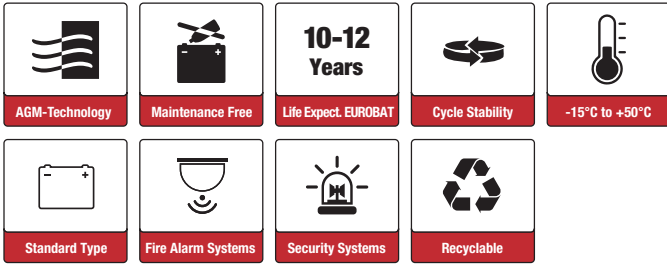 10-12
Years
AGM-Technology
Maintenance Free
Life Expect. EUROBAT
Cycle Stability
-15°C to +50°C
Standard Type
Fire Alarm Systems
Security Systems
Recyclable